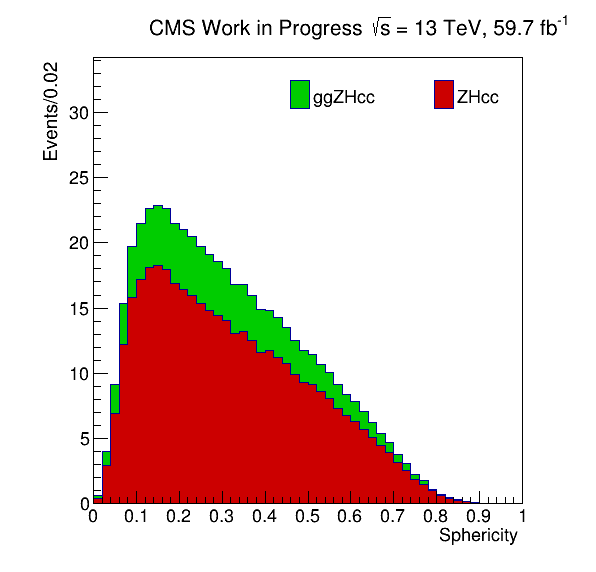 CMS Work in Progress √s = 13 TeV, 59.7 fb⁻¹
Events/0.02
ggZHcc ZHcc
30
25
20
15
10
5
0
0 0.1 0.2 0.3 0.4 0.5 0.6 0.7 0.8 0.9 1
Sphericity